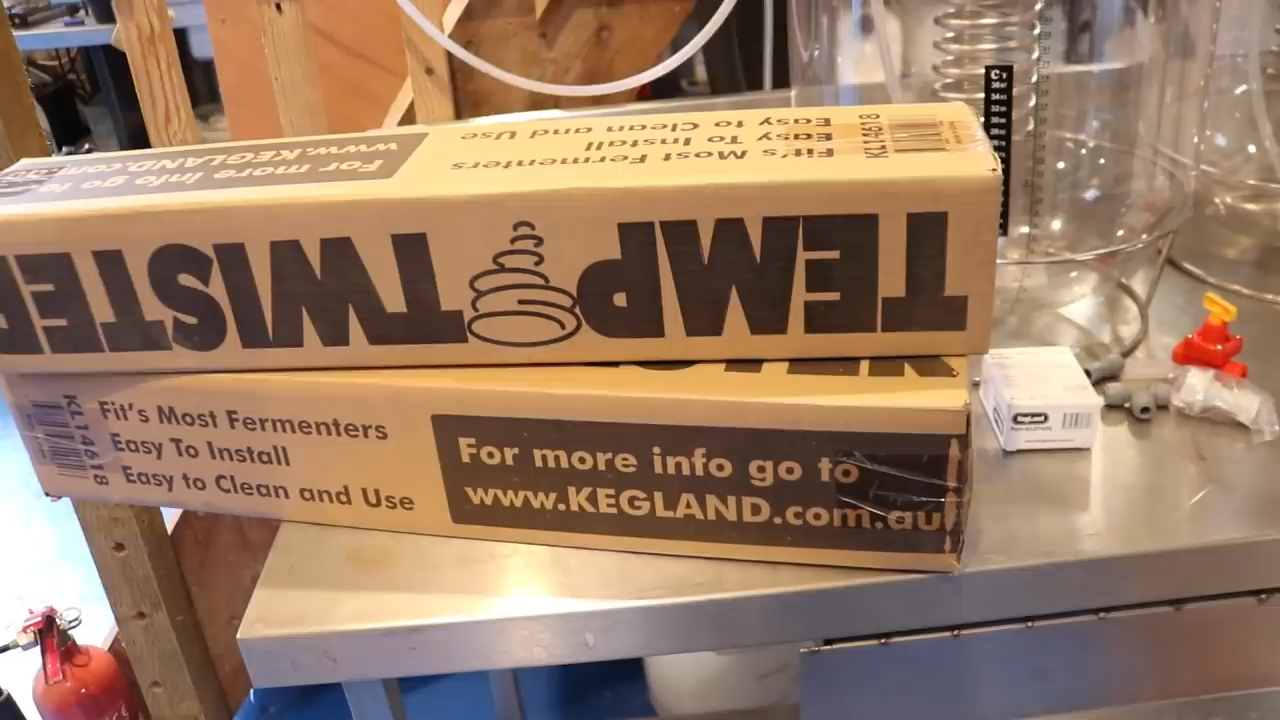 www.KEGLAND.com.au
For more info go to
Easy to Clean and Use
Easy To Install
Fit's Most Fermenters
KL14618
TEMP TWISTER
KL14618
Fit's Most Fermenters
Easy To Install
Easy to Clean and Use
For more info go to
www.KEGLAND.com.au
KegLand
C°F